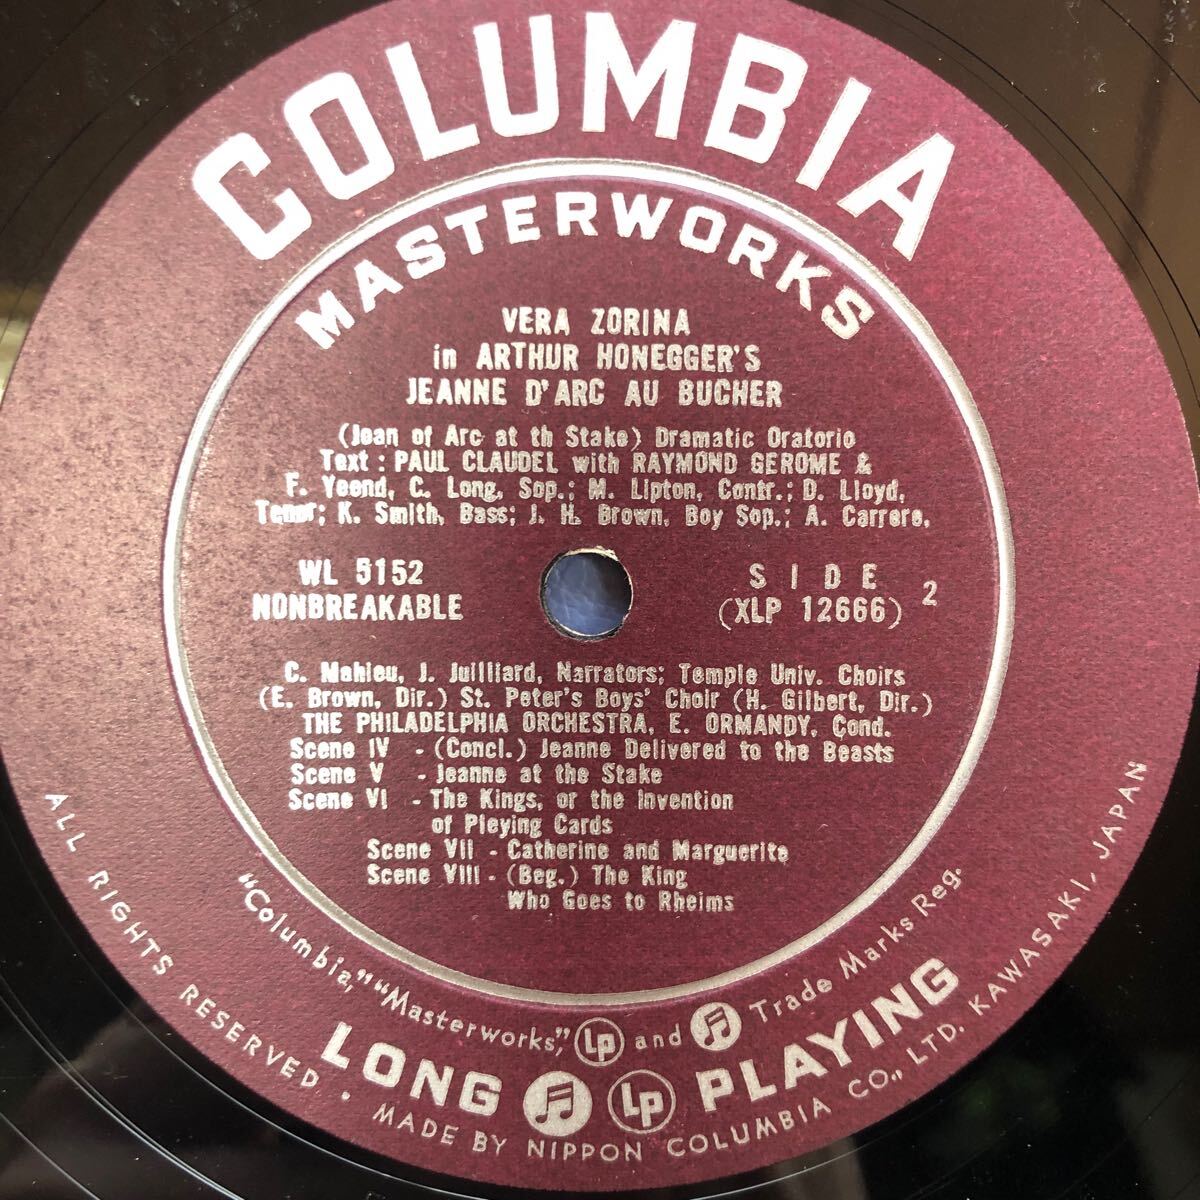 COLUMBIA
MASTERWORKS
VERA ZORINA
in ARTHUR HONEGGER'S
JEANNE D'ARC AU BUCHER
(Joan of Arc at th Stake) Dramatic Oratorio
Text: PAUL CLAUDEL with RAYMOND GEROME &
F. Yeend, C. Long, Sop.; M. Lipton, Contr.; D. Lloyd,
Tenor; K. Smith, Bass; J. H. Brown, Boy Sop.; A. Carrere,
WL 5152
NONBREAKABLE
SIDE 2
(XLP 12666)
C. Mahieu, J. Juilliard, Narrators; Temple Univ. Choirs
(E. Brown, Dir.) St. Peter's Boys' Choir (H. Gilbert, Dir.)
THE PHILADELPHIA ORCHESTRA, E. ORMANDY, Cond.
Scene IV - (Concl.) Jeanne Delivered to the Beasts
Scene V - Jeanne at the Stake
Scene VI - The Kings, or the Invention
of Pleying Cards
Scene VII - Catherine and Marguerite
Scene VIII - (Beg.) The King
Who Goes to Rheims
"Columbia," "Masterworks," Lp and Trade Marks Reg.
LONG LP PLAYING
ALL RIGHTS RESERVED. MADE BY NIPPON COLUMBIA CO., LTD. KAWASAKI, JAPAN